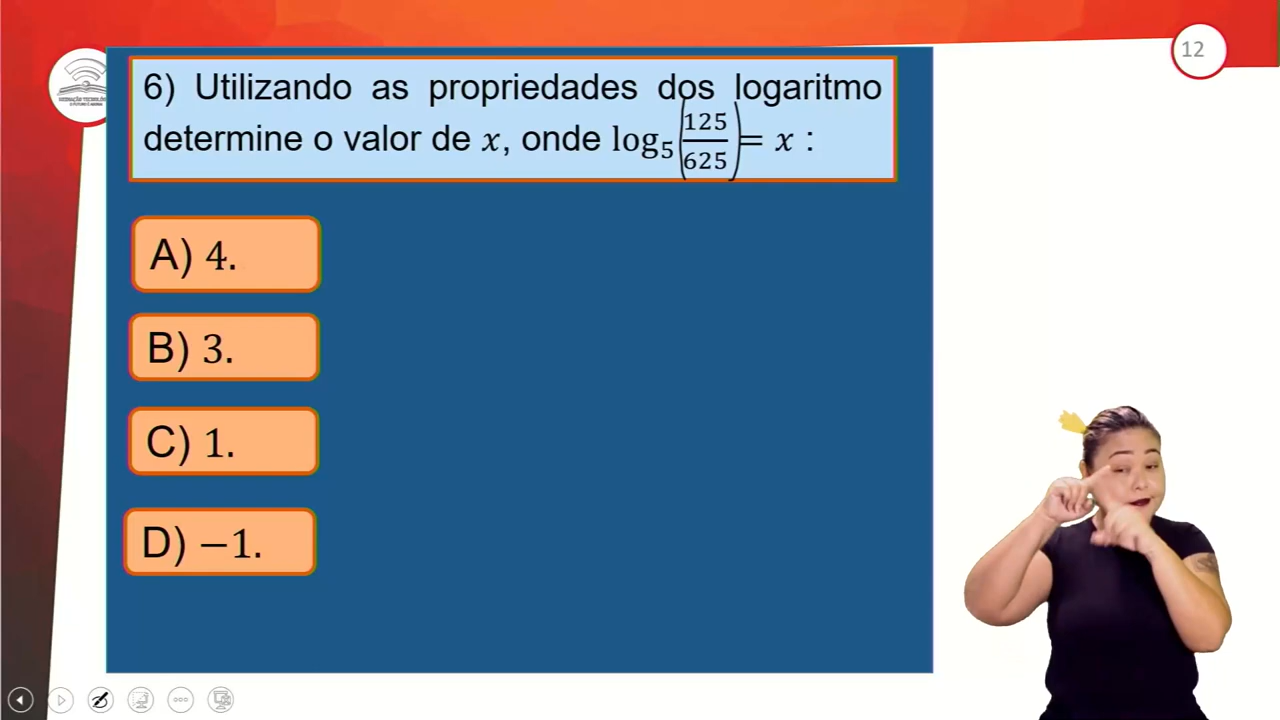 12
6) Utilizando as propriedades dos logaritmo
determine o valor de x, onde log₅(125/625) = x :
A) 4.
B) 3.
C) 1.
D) −1.